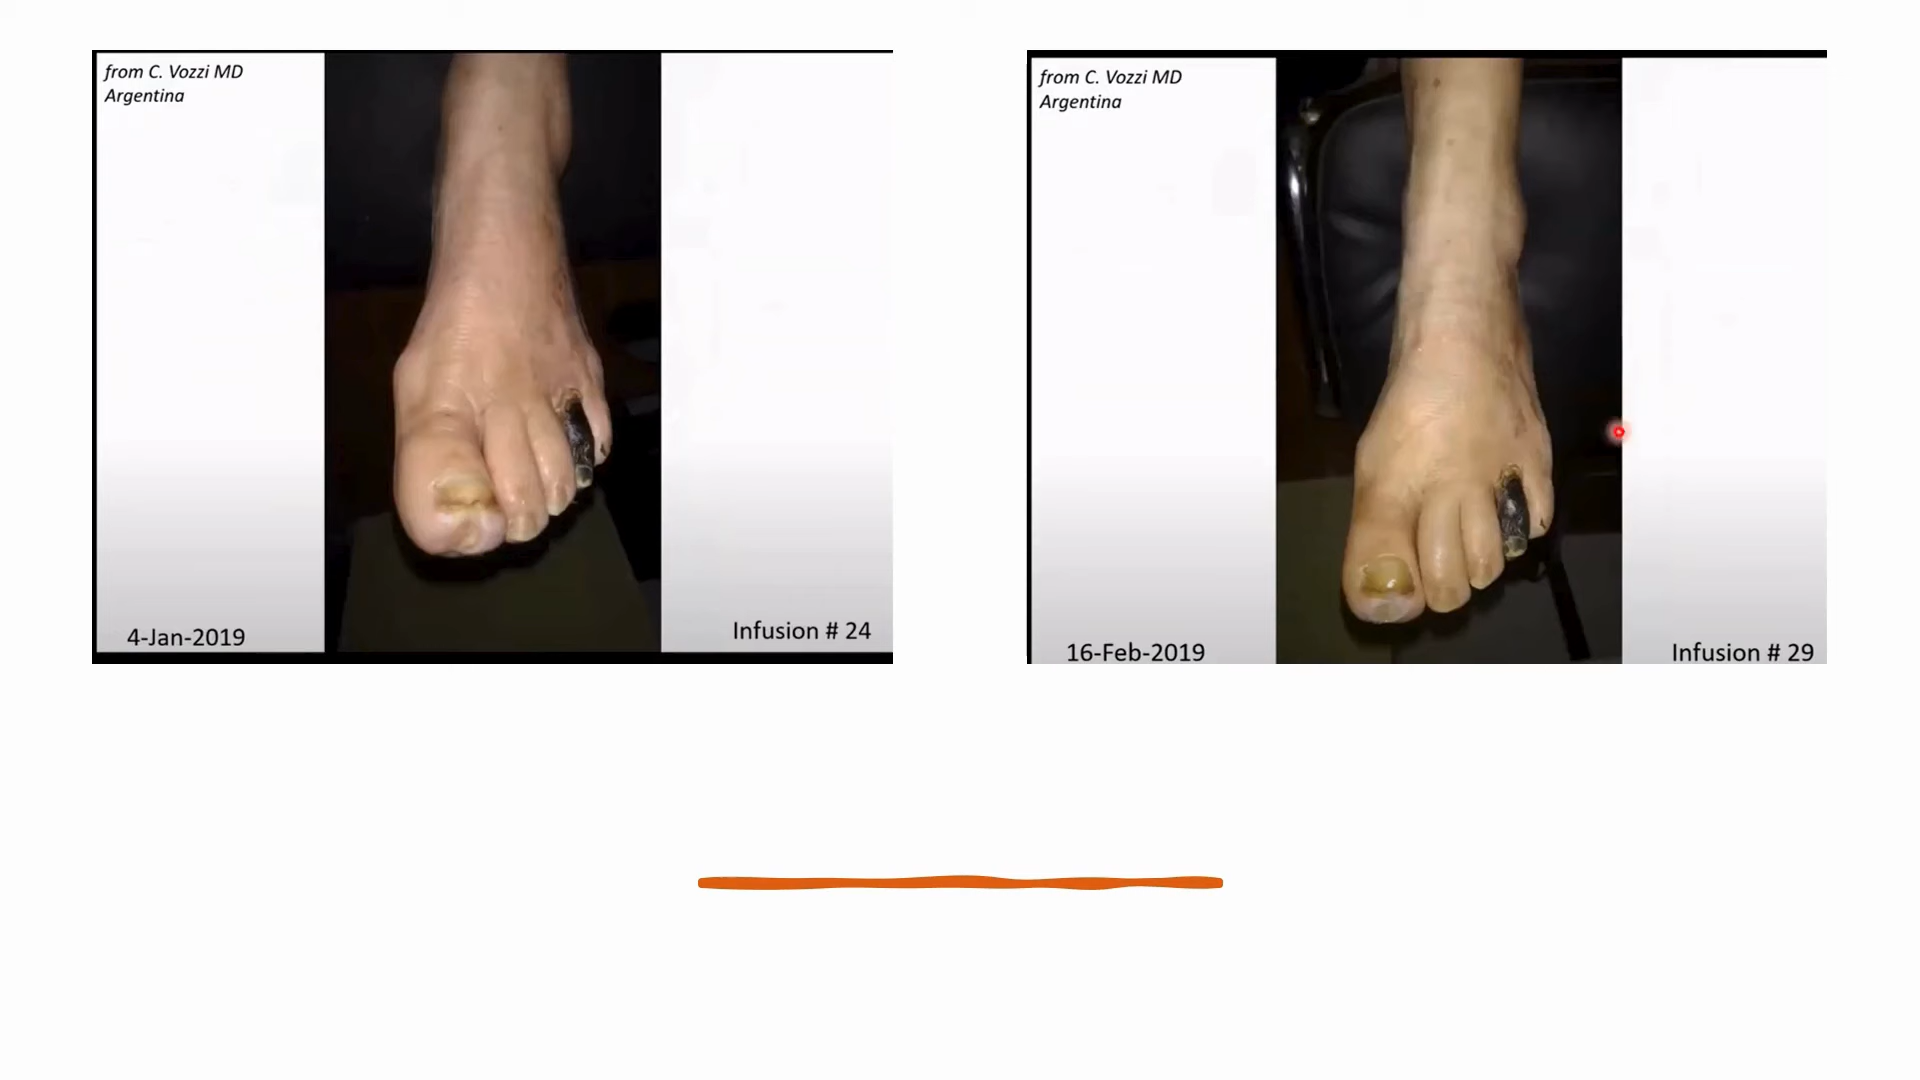 from C. Vozzi MD
Argentina
4-Jan-2019
Infusion # 24
from C. Vozzi MD
Argentina
16-Feb-2019
Infusion # 29